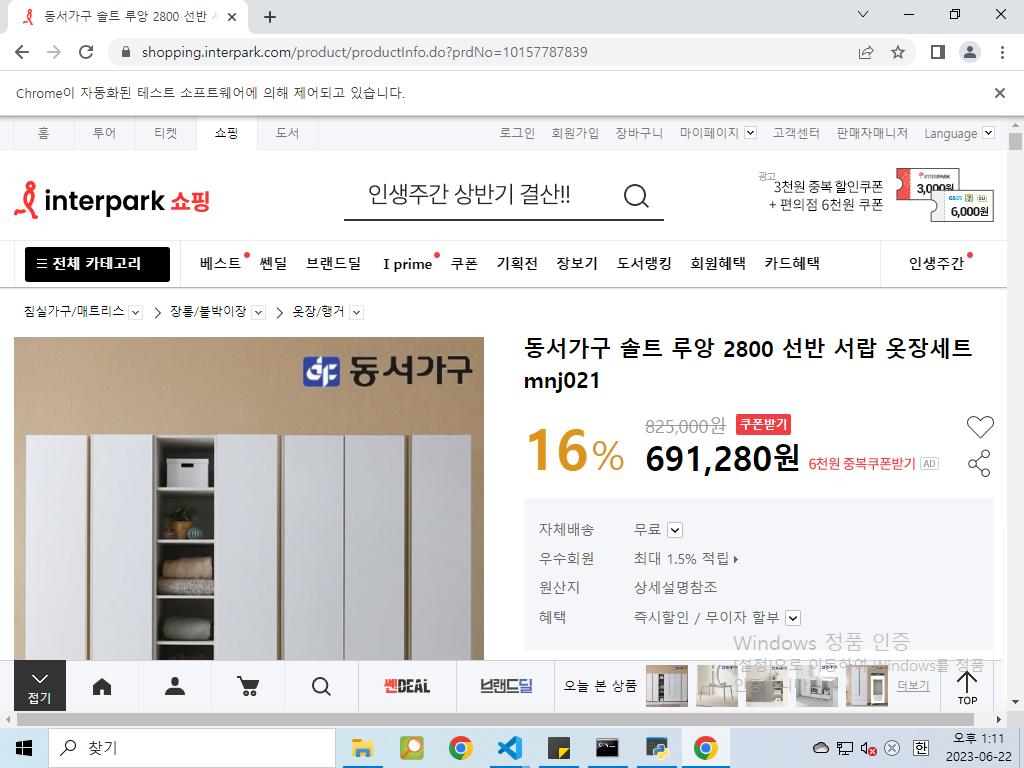 동서가구 솔트 루앙 2800 선반
shopping.interpark.com/product/productInfo.do?prdNo=10157787839
Chrome이 자동화된 테스트 소프트웨어에 의해 제어되고 있습니다.
홈 투어 티켓 쇼핑 도서 로그인 회원가입 장바구니 마이페이지 고객센터 판매자매니저 Language
interpark 쇼핑
인생주간 상반기 결산!!
광고
3천원 중복 할인쿠폰
+ 편의점 6천원 쿠폰
INTERPARK
3,000원
GS25 CU
6,000원
전체 카테고리 베스트 쎈딜 브랜드딜 I prime 쿠폰 기획전 장보기 도서랭킹 회원혜택 카드혜택 인생주간
침실가구/매트리스 장롱/붙박이장 옷장/행거
동서가구
동서가구 솔트 루앙 2800 선반 서랍 옷장세트
mnj021
16%
825,000원 쿠폰받기
691,280원 6천원 중복쿠폰받기 AD
자체배송 무료
우수회원 최대 1.5% 적립
원산지 상세설명참조
혜택 즉시할인 / 무이자 할부
Windows 정품 인증
[설정]으로 이동하여 Windows를 정품
접기
쎈DEAL
브랜드딜
오늘 본 상품
더보기
TOP
찾기
한
오후 1:11
2023-06-22